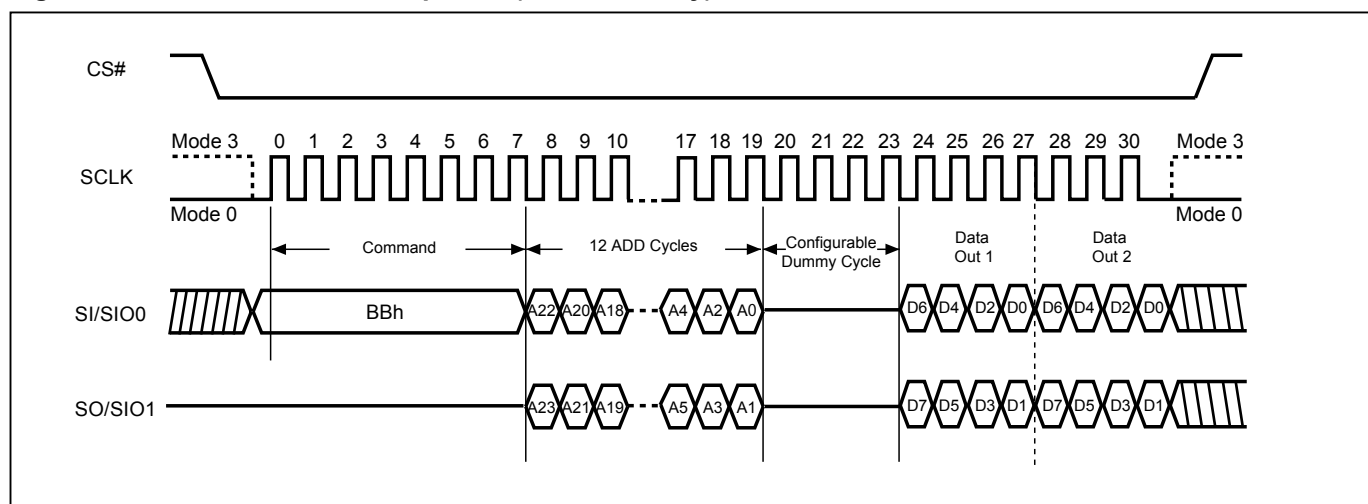 CS#
Mode 3 0 1 2 3 4 5 6 7 8 9 10 17 18 19 20 21 22 23 24 25 26 27 28 29 30 Mode 3
SCLK
Mode 0 Mode 0
Command 12 ADD Cycles Configurable Dummy Cycle Data Out 1 Data Out 2
SI/SIO0 BBh A22 A20 A18 A4 A2 A0 D6 D4 D2 D0 D6 D4 D2 D0
SO/SIO1 A23 A21 A19 A5 A3 A1 D7 D5 D3 D1 D7 D5 D3 D1